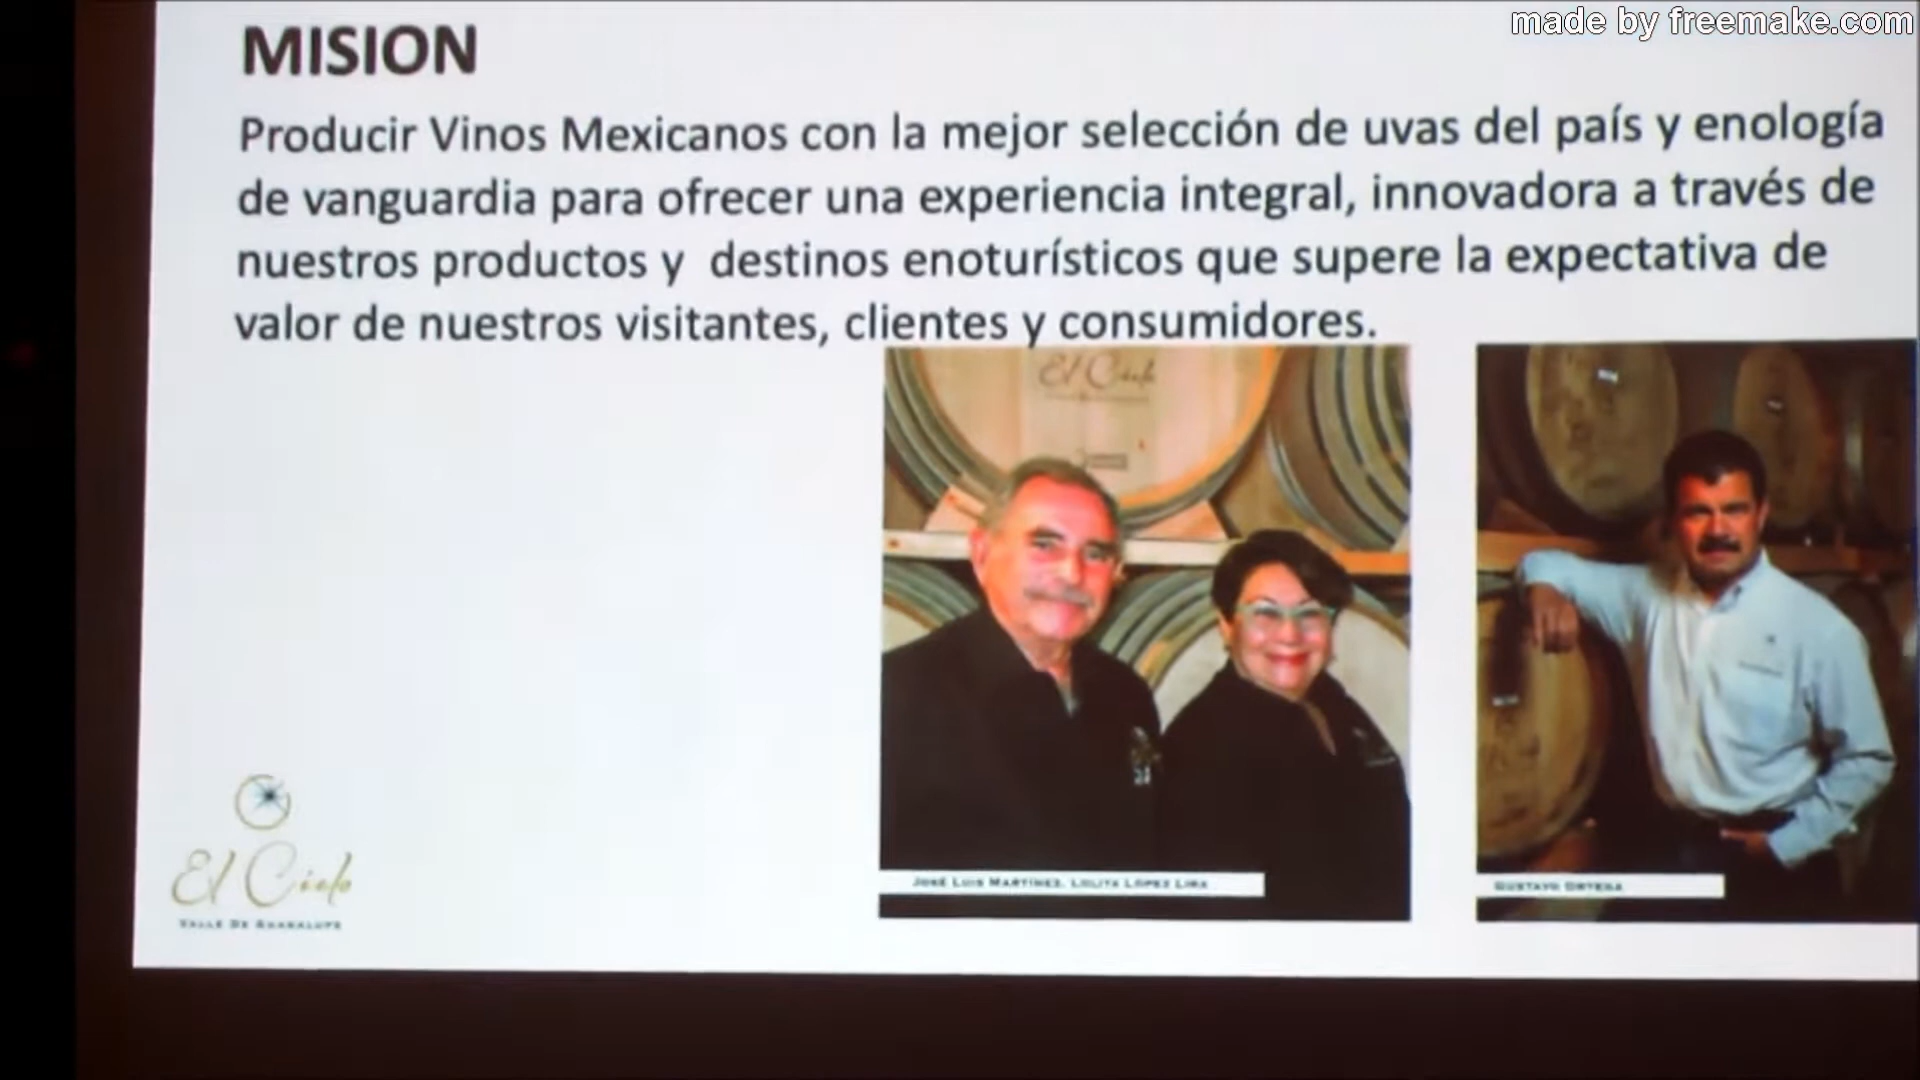 made by freemake.com
MISION
Producir Vinos Mexicanos con la mejor selección de uvas del país y enología
de vanguardia para ofrecer una experiencia integral, innovadora a través de
nuestros productos y  destinos enoturísticos que supere la expectativa de
valor de nuestros visitantes, clientes y consumidores.
El Cielo
JOSÉ LUIS MARTÍNEZ, LOLITA LÓPEZ LIRA
GUSTAVO ORTEGA
El Cielo
VALLE DE GUADALUPE